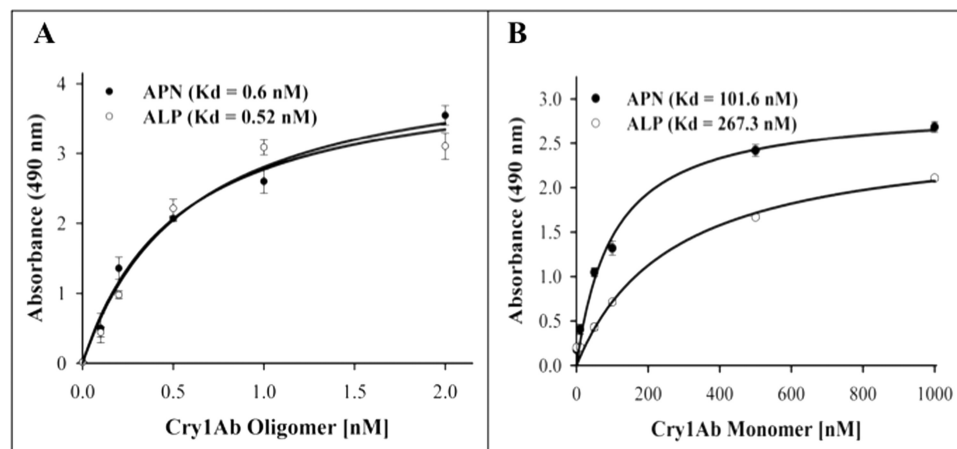 A
APN (Kd = 0.6 nM)
ALP (Kd = 0.52 nM)
Absorbance (490 nm)
4
3
2
1
0
0.0 0.5 1.0 1.5 2.0
Cry1Ab Oligomer [nM]
B
APN (Kd = 101.6 nM)
ALP (Kd = 267.3 nM)
Absorbance (490 nm)
3.0
2.5
2.0
1.5
1.0
0.5
0.0
0 200 400 600 800 1000
Cry1Ab Monomer [nM]